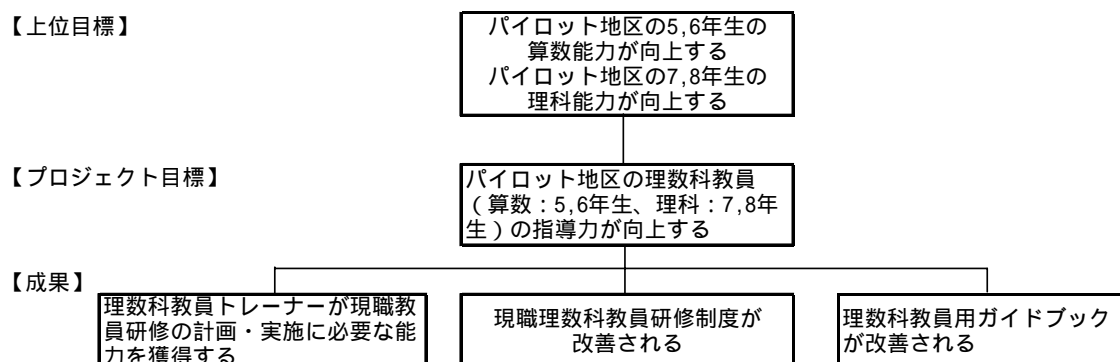 【上位目標】
パイロット地区の5,6年生の
算数能力が向上する
パイロット地区の7,8年生の
理科能力が向上する
【プロジェクト目標】
パイロット地区の理数科教員
(算数:5,6年生、理科:7,8年
生)の指導力が向上する
【成果】
理数科教員トレーナーが現職教
員研修の計画・実施に必要な能
力を獲得する
現職理数科教員研修制度が
改善される
理数科教員用ガイドブック
が改善される